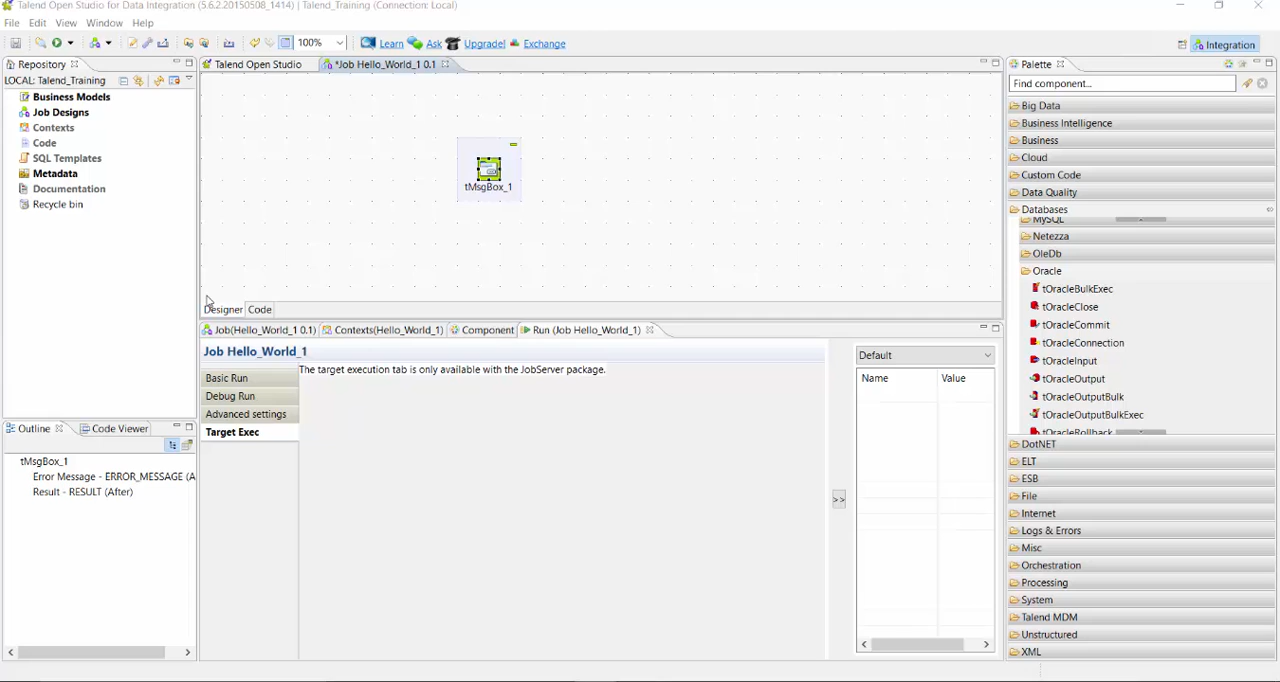 Talend Open Studio for Data Integration (5.6.2.20150508_1414) | Talend_Training (Connection: Local)
File Edit View Window Help
100% Learn Ask Upgrade! Exchange Integration
Repository
LOCAL: Talend_Training
Business Models
Job Designs
Contexts
Code
SQL Templates
Metadata
Documentation
Recycle bin
Outline Code Viewer
tMsgBox_1
Error Message - ERROR_MESSAGE (A
Result - RESULT (After)
Talend Open Studio *Job Hello_World_1 0.1
tMsgBox_1
Designer Code
Job(Hello_World_1 0.1) Contexts(Hello_World_1) Component Run (Job Hello_World_1)
Job Hello_World_1
Basic Run
Debug Run
Advanced settings
Target Exec
The target execution tab is only available with the JobServer package.
>>
Default
Name Value
Palette
Find component...
Big Data
Business Intelligence
Business
Cloud
Custom Code
Data Quality
Databases
MySQL
Netezza
OleDb
Oracle
tOracleBulkExec
tOracleClose
tOracleCommit
tOracleConnection
tOracleInput
tOracleOutput
tOracleOutputBulk
tOracleOutputBulkExec
tOracleRollback
DotNET
ELT
ESB
File
Internet
Logs & Errors
Misc
Orchestration
Processing
System
Talend MDM
Unstructured
XML